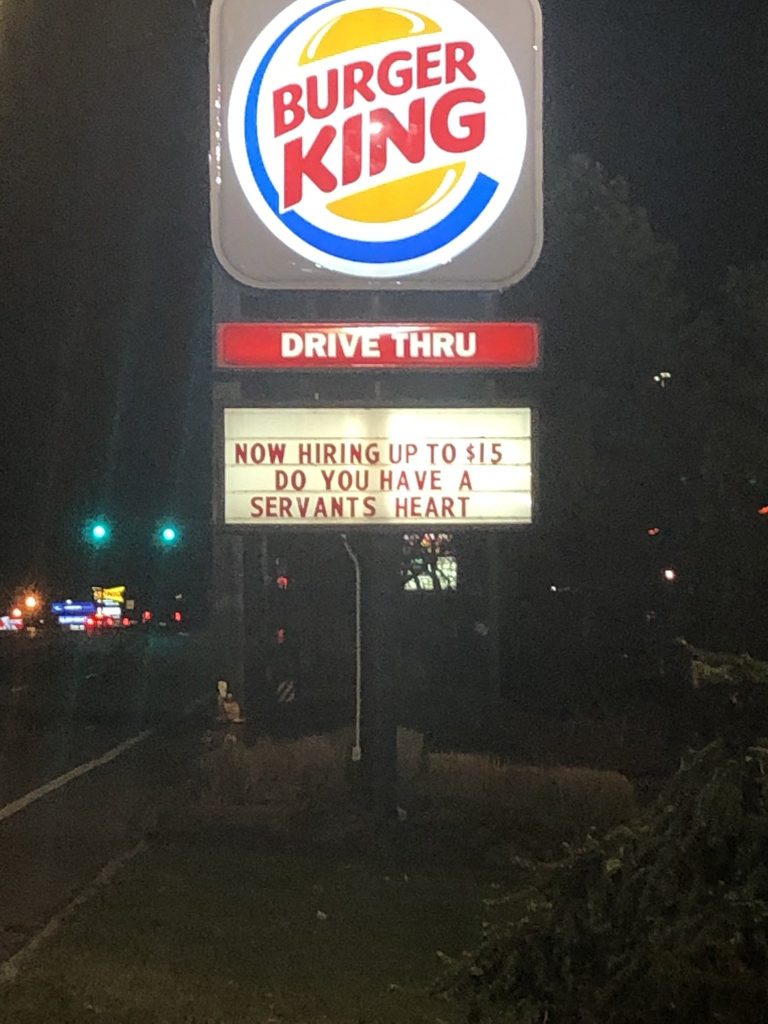 BURGER
KING
DRIVE THRU
NOW HIRING UP TO $15
DO YOU HAVE A
SERVANTS HEART